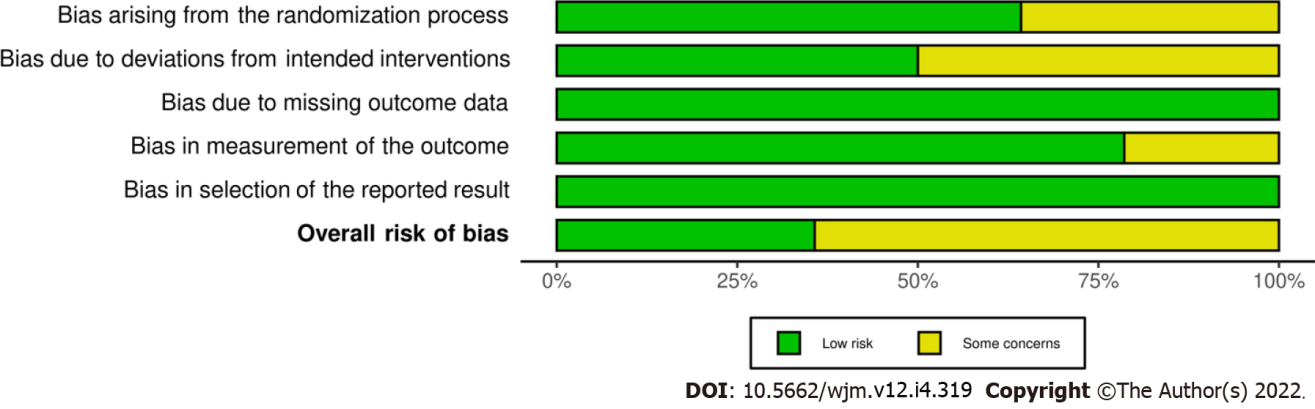 Bias arising from the randomization process
Bias due to deviations from intended interventions
Bias due to missing outcome data
Bias in measurement of the outcome
Bias in selection of the reported result
Overall risk of bias
0% 25% 50% 75% 100%
Low risk Some concerns
DOI: 10.5662/wjm.v12.i4.319 Copyright ©The Author(s) 2022.